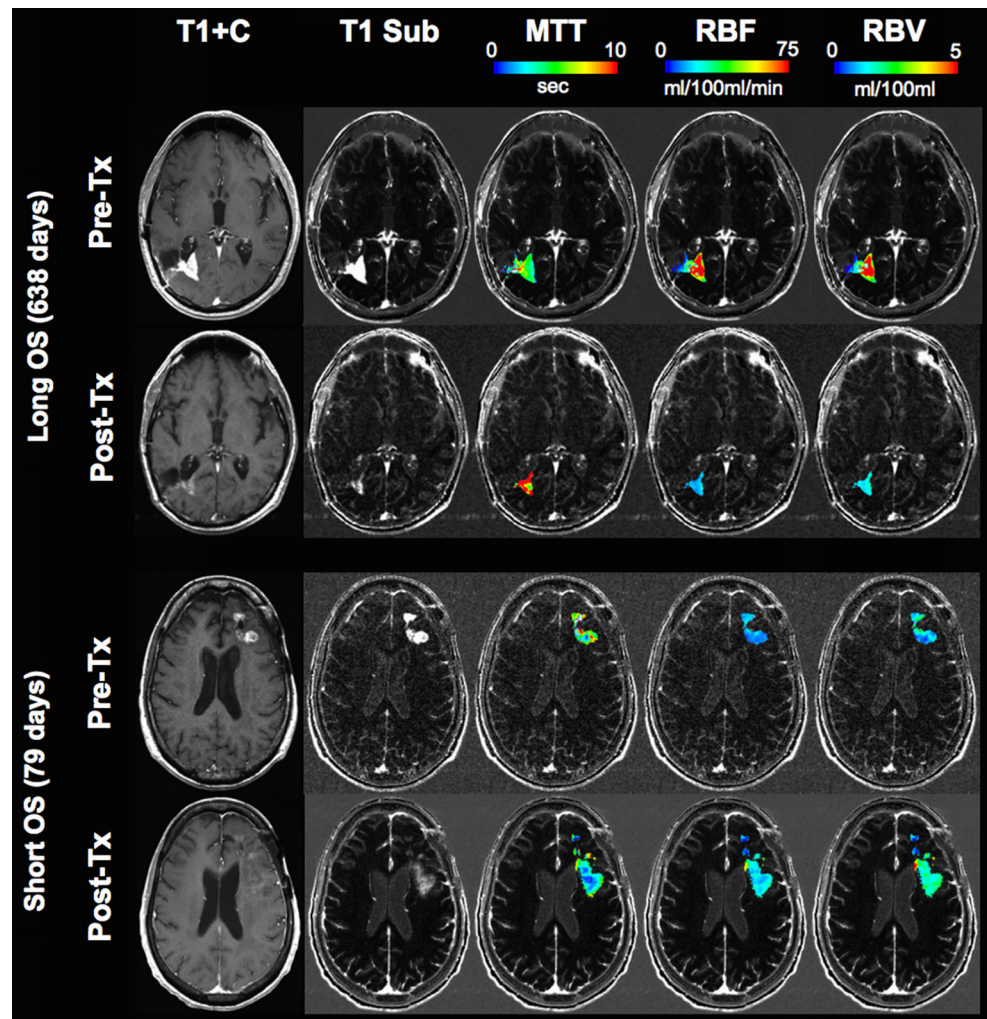 T1+C T1 Sub MTT RBF RBV
0 10 0 75 0 5
sec ml/100ml/min ml/100ml
Long OS (638 days)
Pre-Tx
Post-Tx
Short OS (79 days)
Pre-Tx
Post-Tx